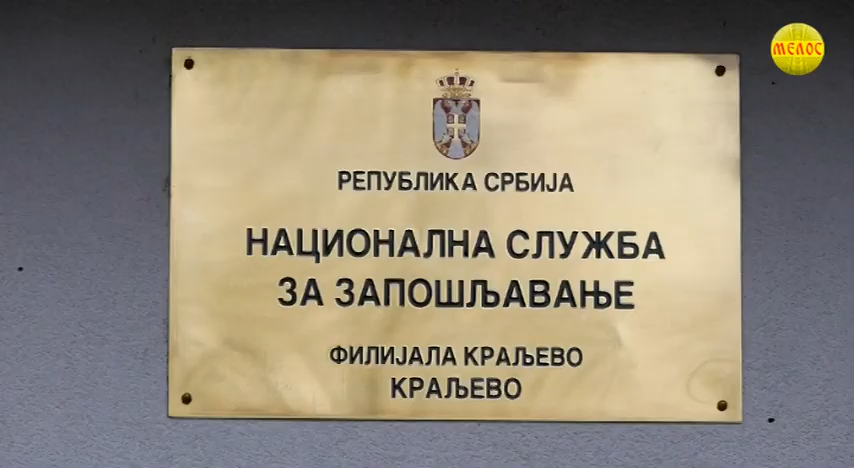 МЕЛОС
РЕПУБЛИКА СРБИЈА
НАЦИОНАЛНА СЛУЖБА
ЗА ЗАПОШЉАВАЊЕ
ФИЛИЈАЛА КРАЉЕВО
КРАЉЕВО